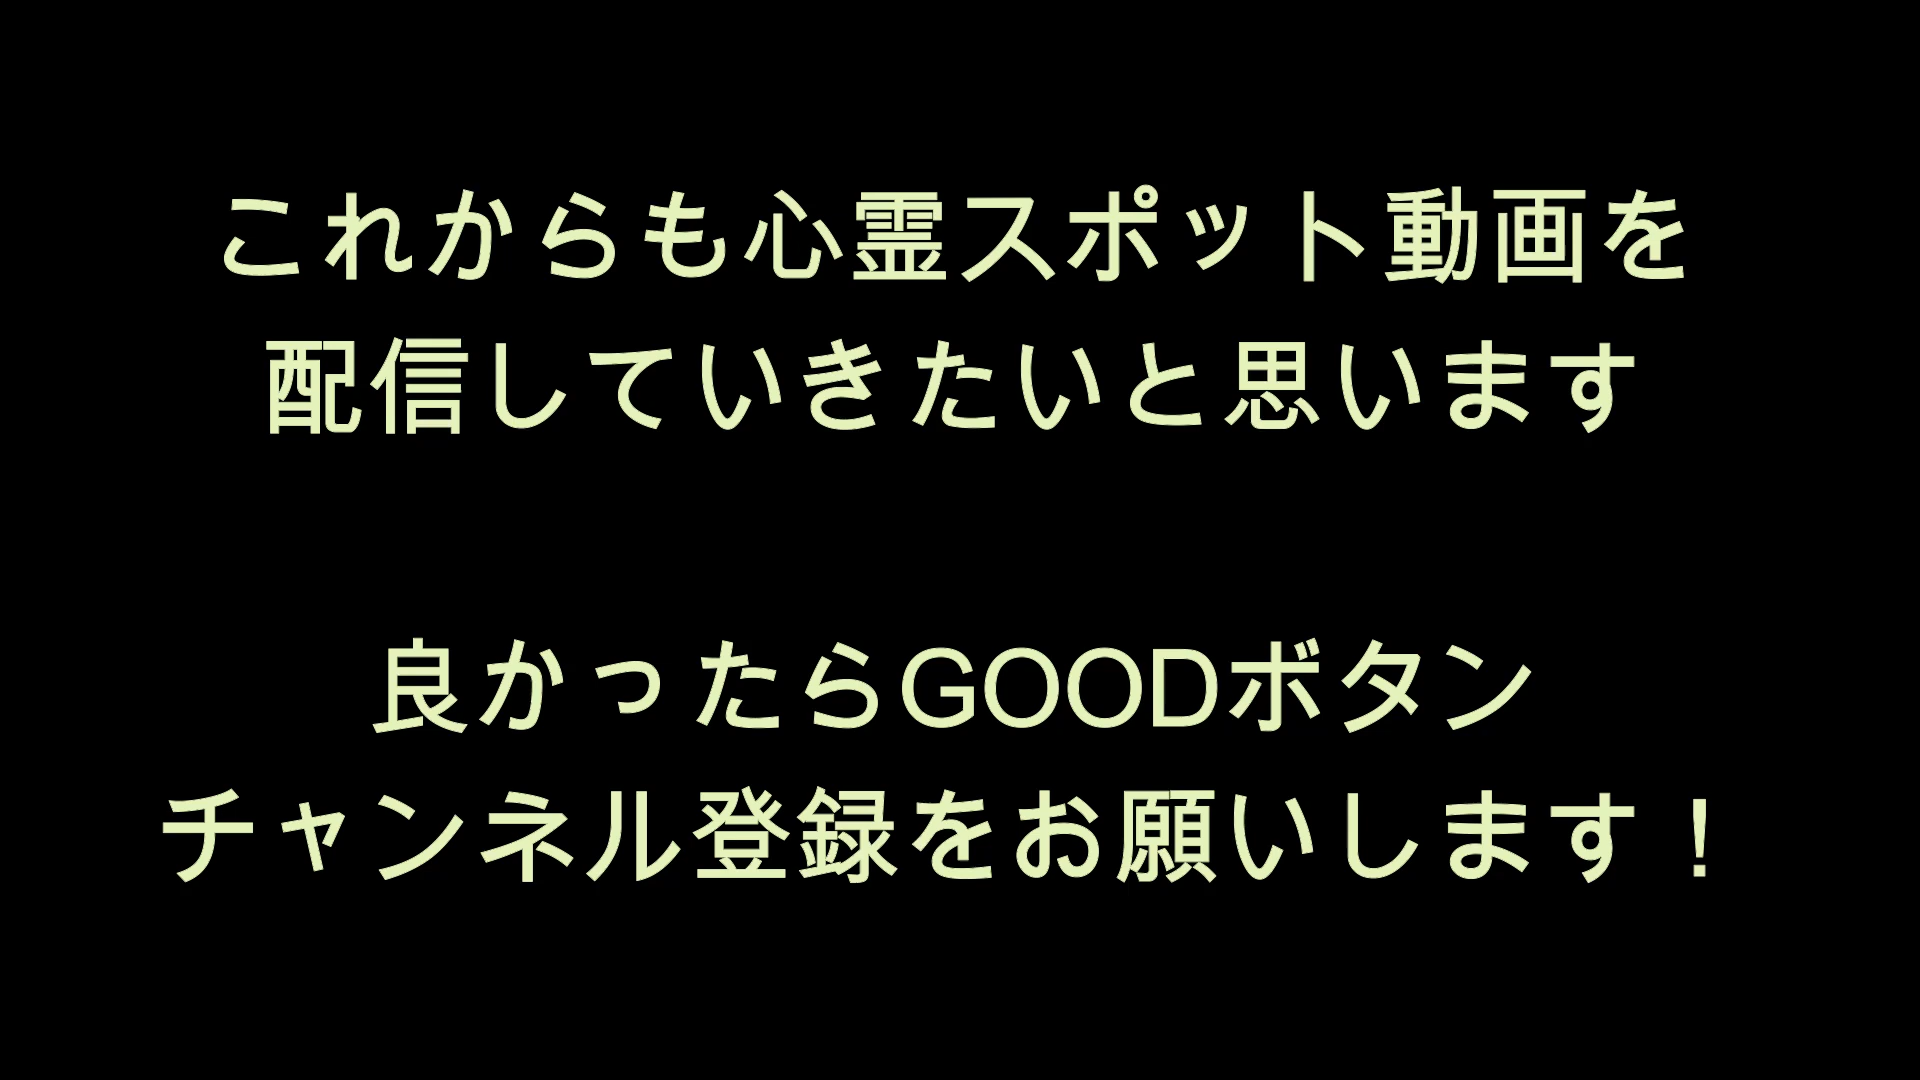 これからも心霊スポット動画を
配信していきたいと思います
良かったらGOODボタン
チャンネル登録をお願いします！